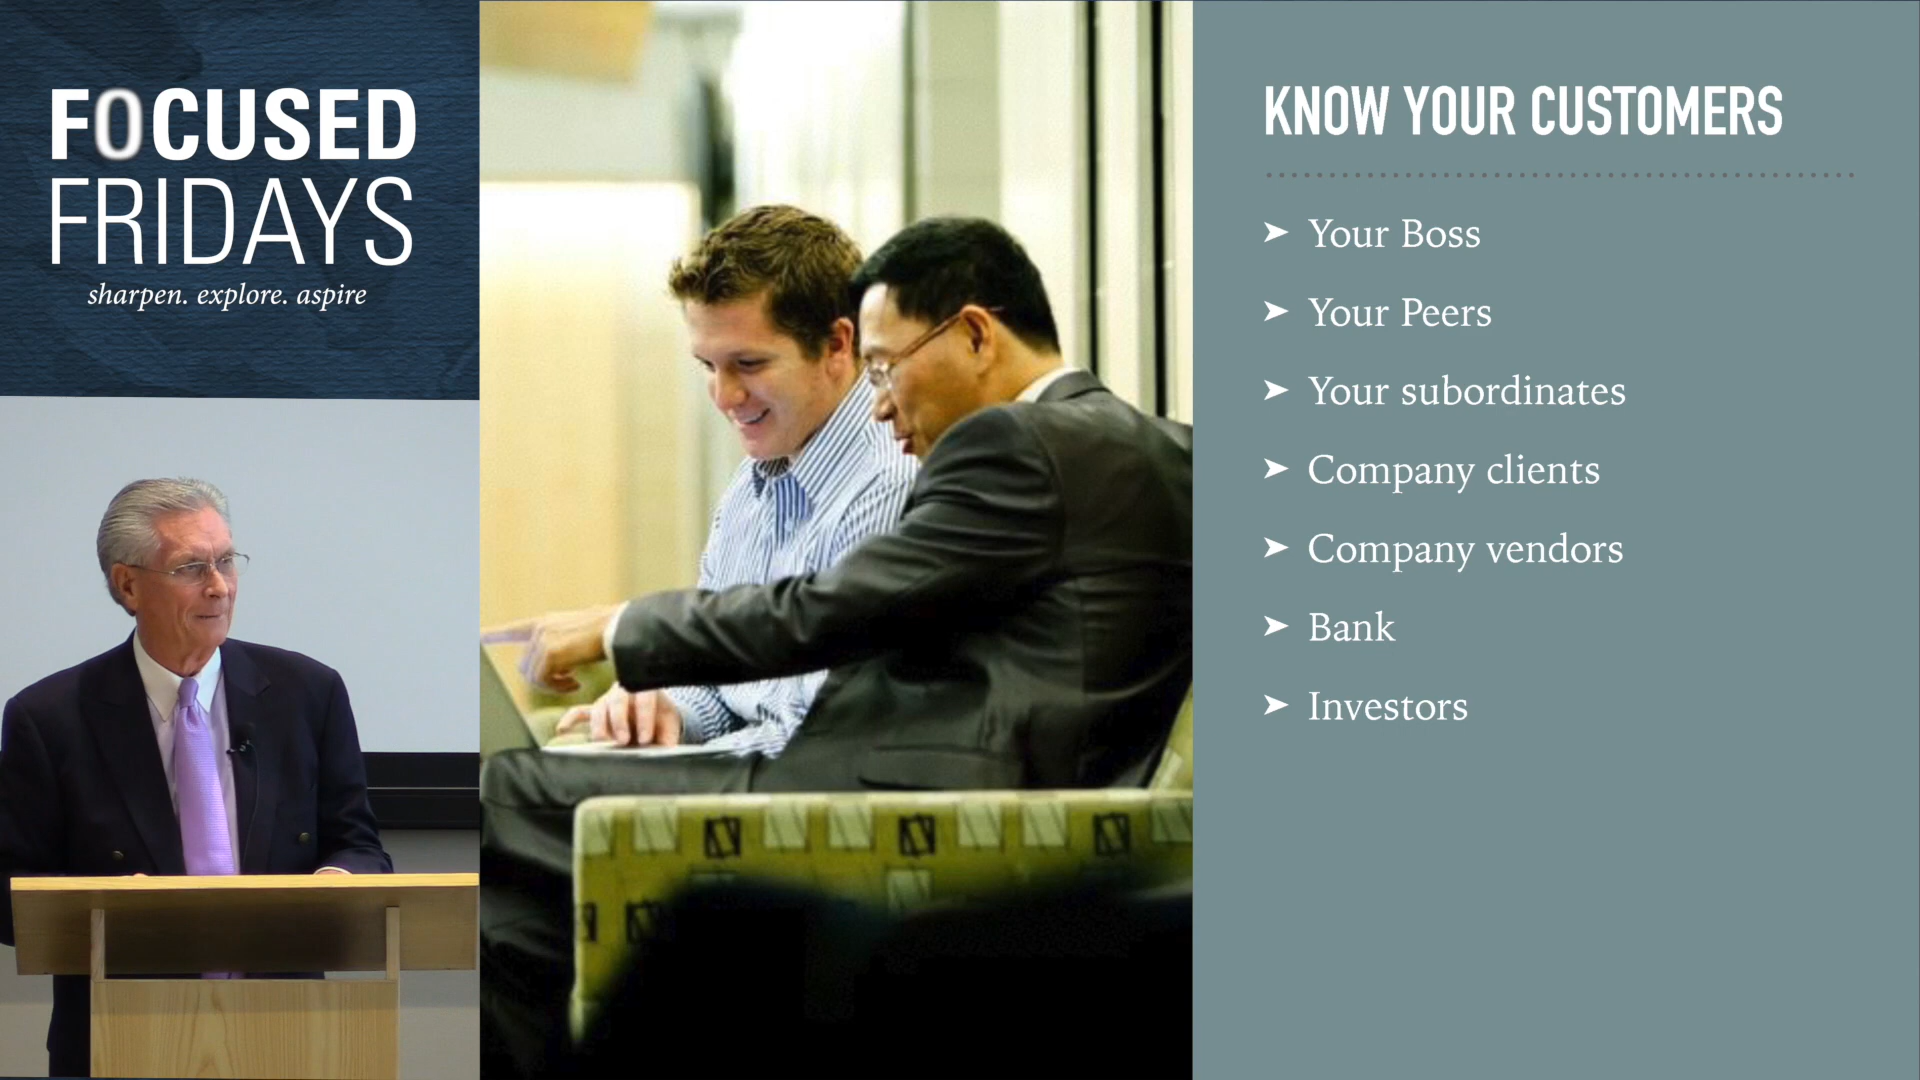 FOCUSED
FRIDAYS
sharpen. explore. aspire
KNOW YOUR CUSTOMERS
➤ Your Boss
➤ Your Peers
➤ Your subordinates
➤ Company clients
➤ Company vendors
➤ Bank
➤ Investors